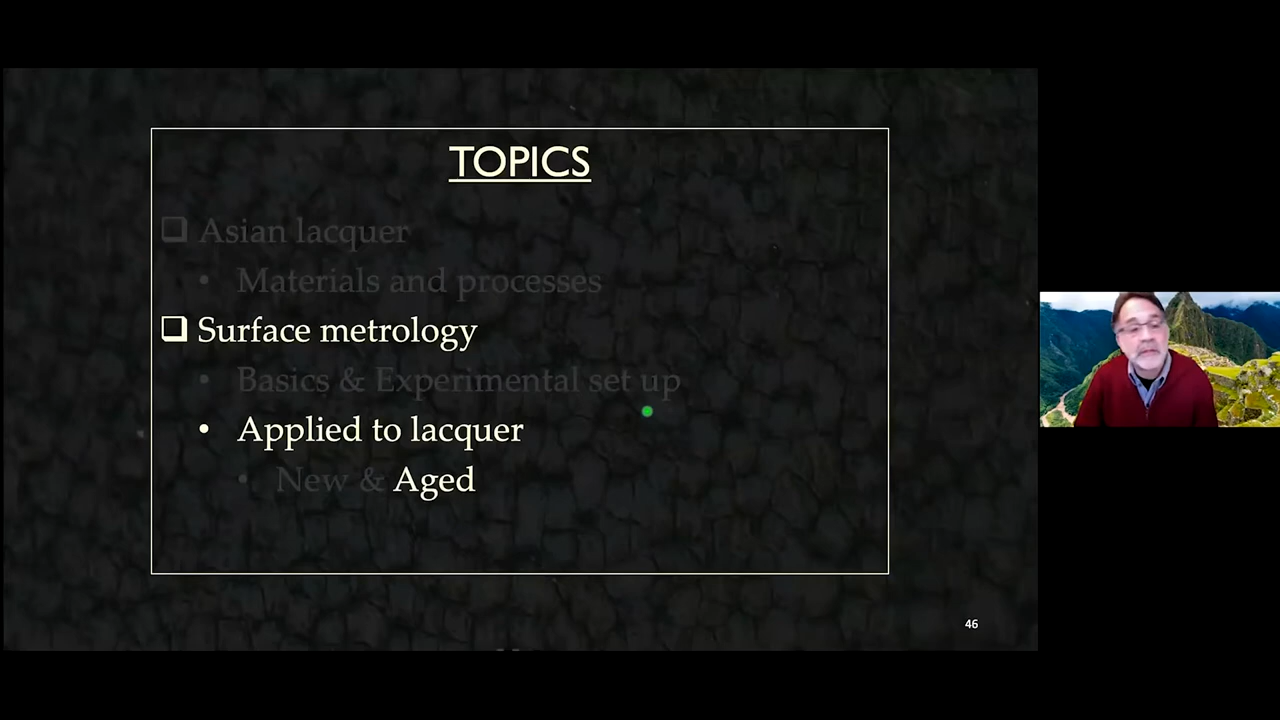 TOPICS
❑ Asian lacquer
• Materials and processes
❑ Surface metrology
• Basics & Experimental set up
• Applied to lacquer
• New & Aged
46